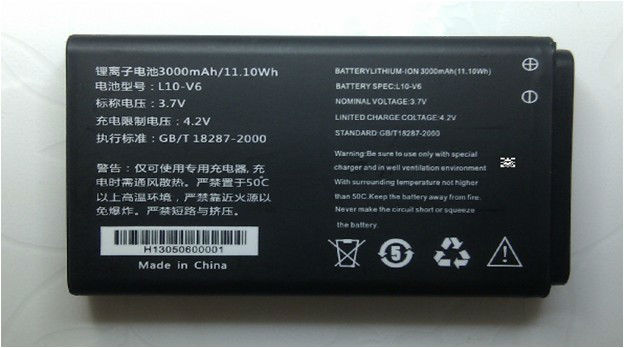 锂离子电池3000mAh/11.10Wh
电池型号：L10-V6
标称电压：3.7V
充电限制电压：4.2V
执行标准：GB/T 18287-2000
警告：仅可使用专用充电器，充
电时需通风散热。严禁置于50℃
以上高温环境，严禁靠近火源以
免爆炸。严禁短路与挤压。
H13050600001
Made in China
BATTERYLITHIUM-ION 3000mAh(11.10Wh)
BATTERY SPEC:L10-V6
NOMINAL VOLTAGE:3.7V
LIMITED CHARGE COLTAGE:4.2V
STANDARD:GB/T18287-2000
Warning:Be sure to use only with special
charger and in well ventilation environment
With surrounding temperature not higher
than 50C.Keep the battery away from fire.
Never make the circuit short or squeeze
the battery.
5